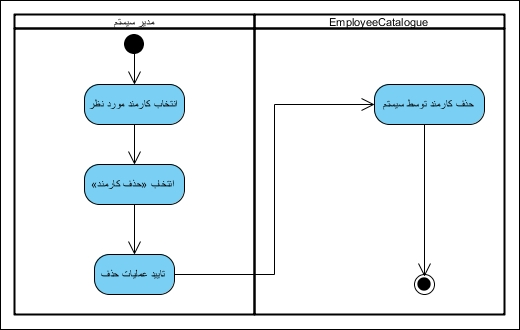 مدیر سیستم
EmployeeCatalogue
انتخاب کارمند مورد نظر
حذف کارمند توسط سیستم
انتخاب «حذف کارمند»
تایید عملیات حذف